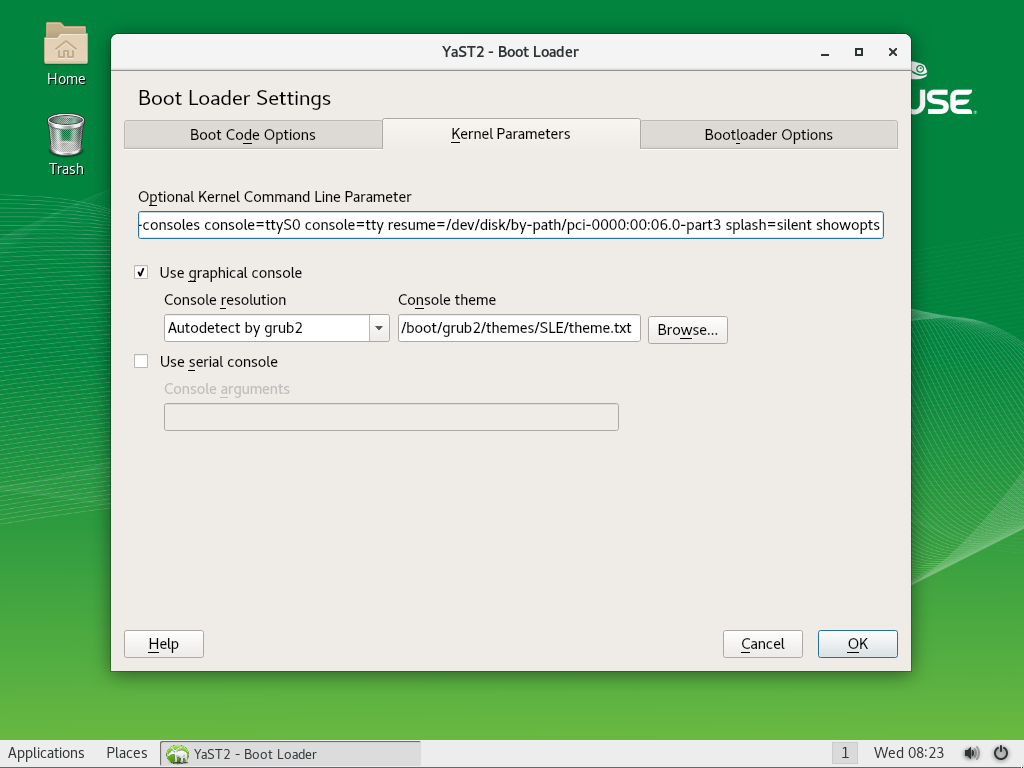 Home
Trash
YaST2 - Boot Loader
USE
Boot Loader Settings
Boot Code Options
Kernel Parameters
Bootloader Options
Optional Kernel Command Line Parameter
-consoles console=ttyS0 console=tty resume=/dev/disk/by-path/pci-0000:00:06.0-part3 splash=silent showopts
Use graphical console
Console resolution
Console theme
Autodetect by grub2
/boot/grub2/themes/SLE/theme.txt
Browse...
Use serial console
Console arguments
Help
Cancel
OK
Applications
Places
YaST2 - Boot Loader
1
Wed 08:23